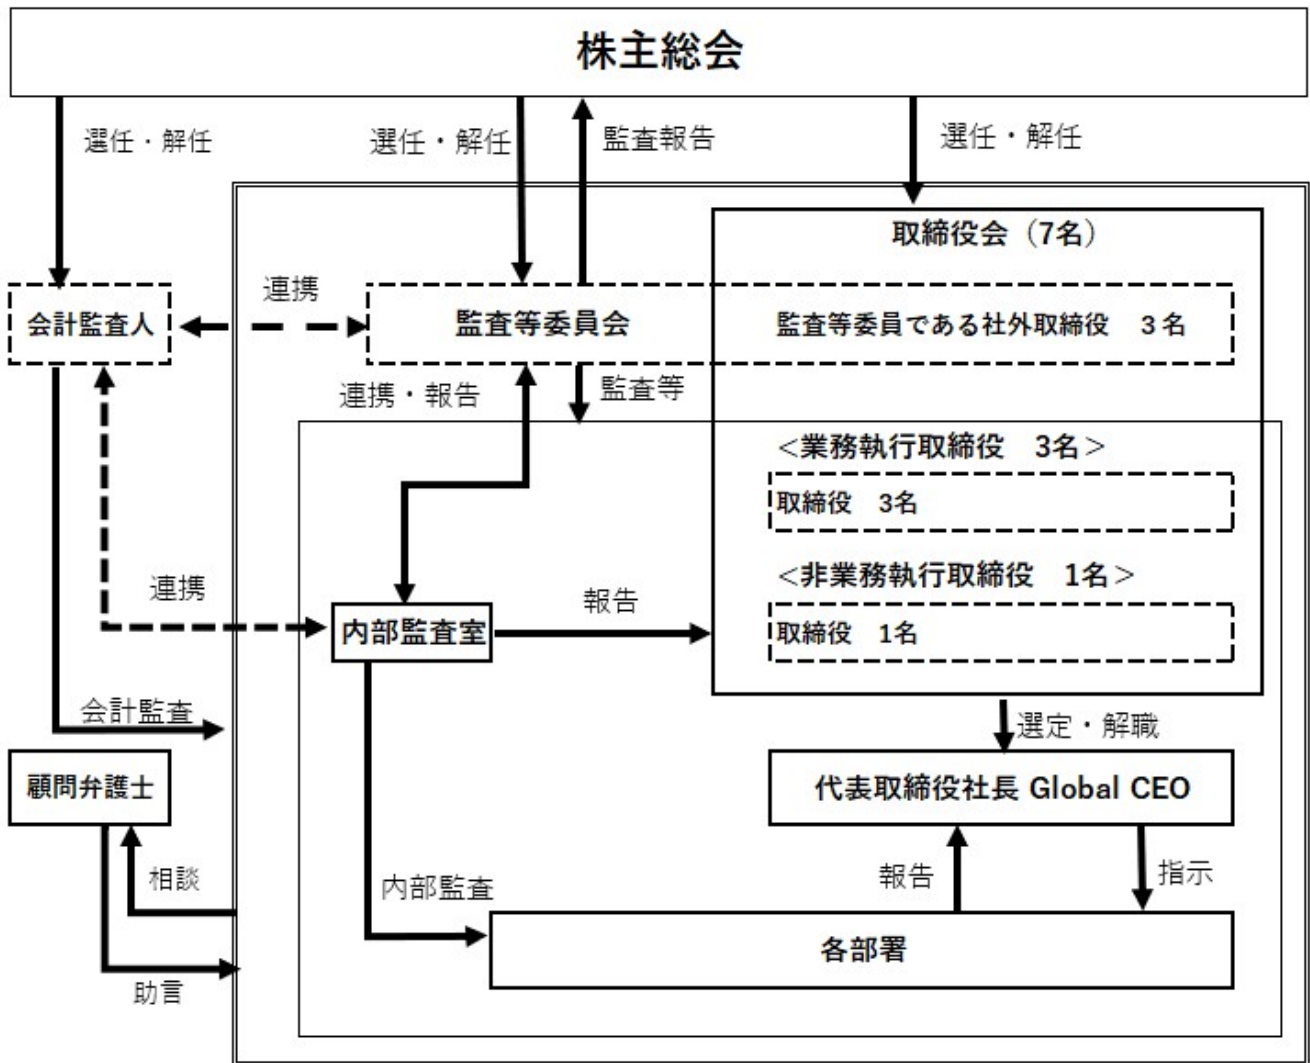 株主総会
選任・解任
選任・解任
監査報告
選任・解任
取締役会（7名）
会計監査人
連携
監査等委員会
監査等委員である社外取締役　３名
連携・報告
監査等
＜業務執行取締役　3名＞
取締役　3名
＜非業務執行取締役　1名＞
取締役　1名
連携
内部監査室
報告
会計監査
選定・解職
顧問弁護士
代表取締役社長 Global CEO
相談
内部監査
報告
指示
各部署
助言